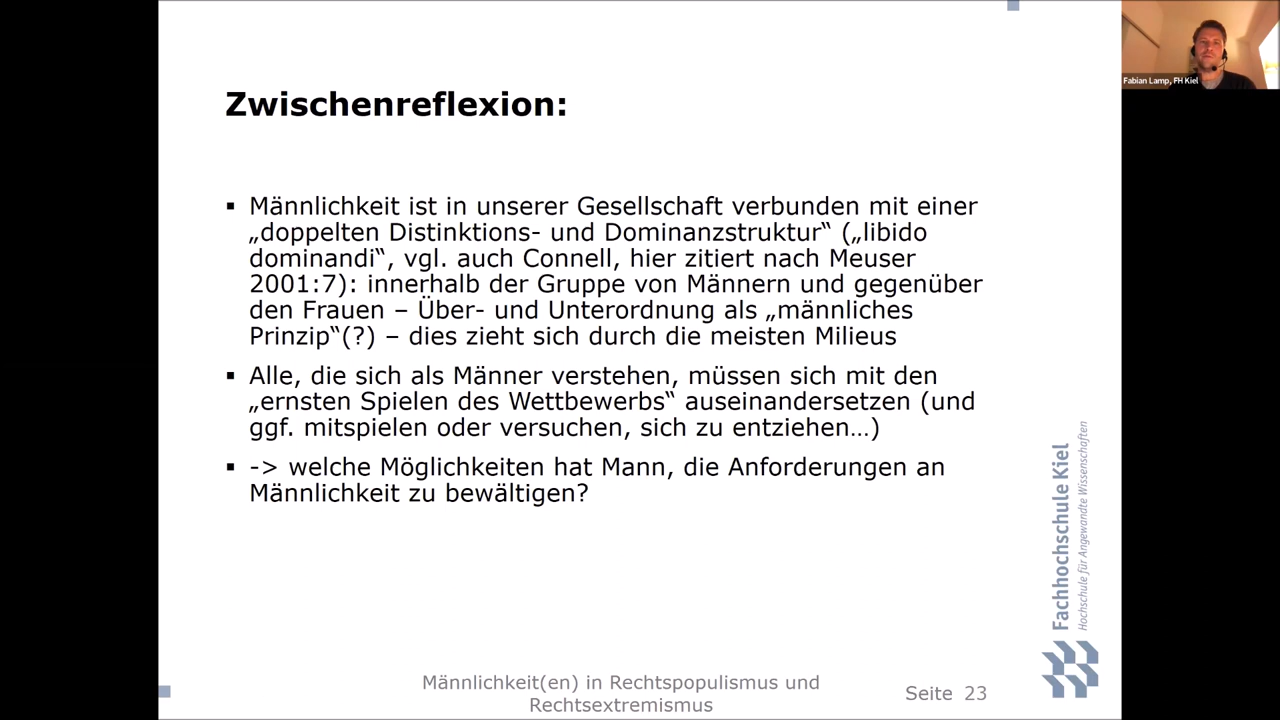 Zwischenreflexion:
▪ Männlichkeit ist in unserer Gesellschaft verbunden mit einer
„doppelten Distinktions- und Dominanzstruktur“ („libido
dominandi“, vgl. auch Connell, hier zitiert nach Meuser
2001:7): innerhalb der Gruppe von Männern und gegenüber
den Frauen – Über- und Unterordnung als „männliches
Prinzip“(?) – dies zieht sich durch die meisten Milieus
▪ Alle, die sich als Männer verstehen, müssen sich mit den
„ernsten Spielen des Wettbewerbs“ auseinandersetzen (und
ggf. mitspielen oder versuchen, sich zu entziehen…)
▪ -> welche Möglichkeiten hat Mann, die Anforderungen an
Männlichkeit zu bewältigen?
Männlichkeit(en) in Rechtspopulismus und
Rechtsextremismus
Seite 23
Fachhochschule Kiel
Hochschule für Angewandte Wissenschaften
Fabian Lamp, FH Kiel